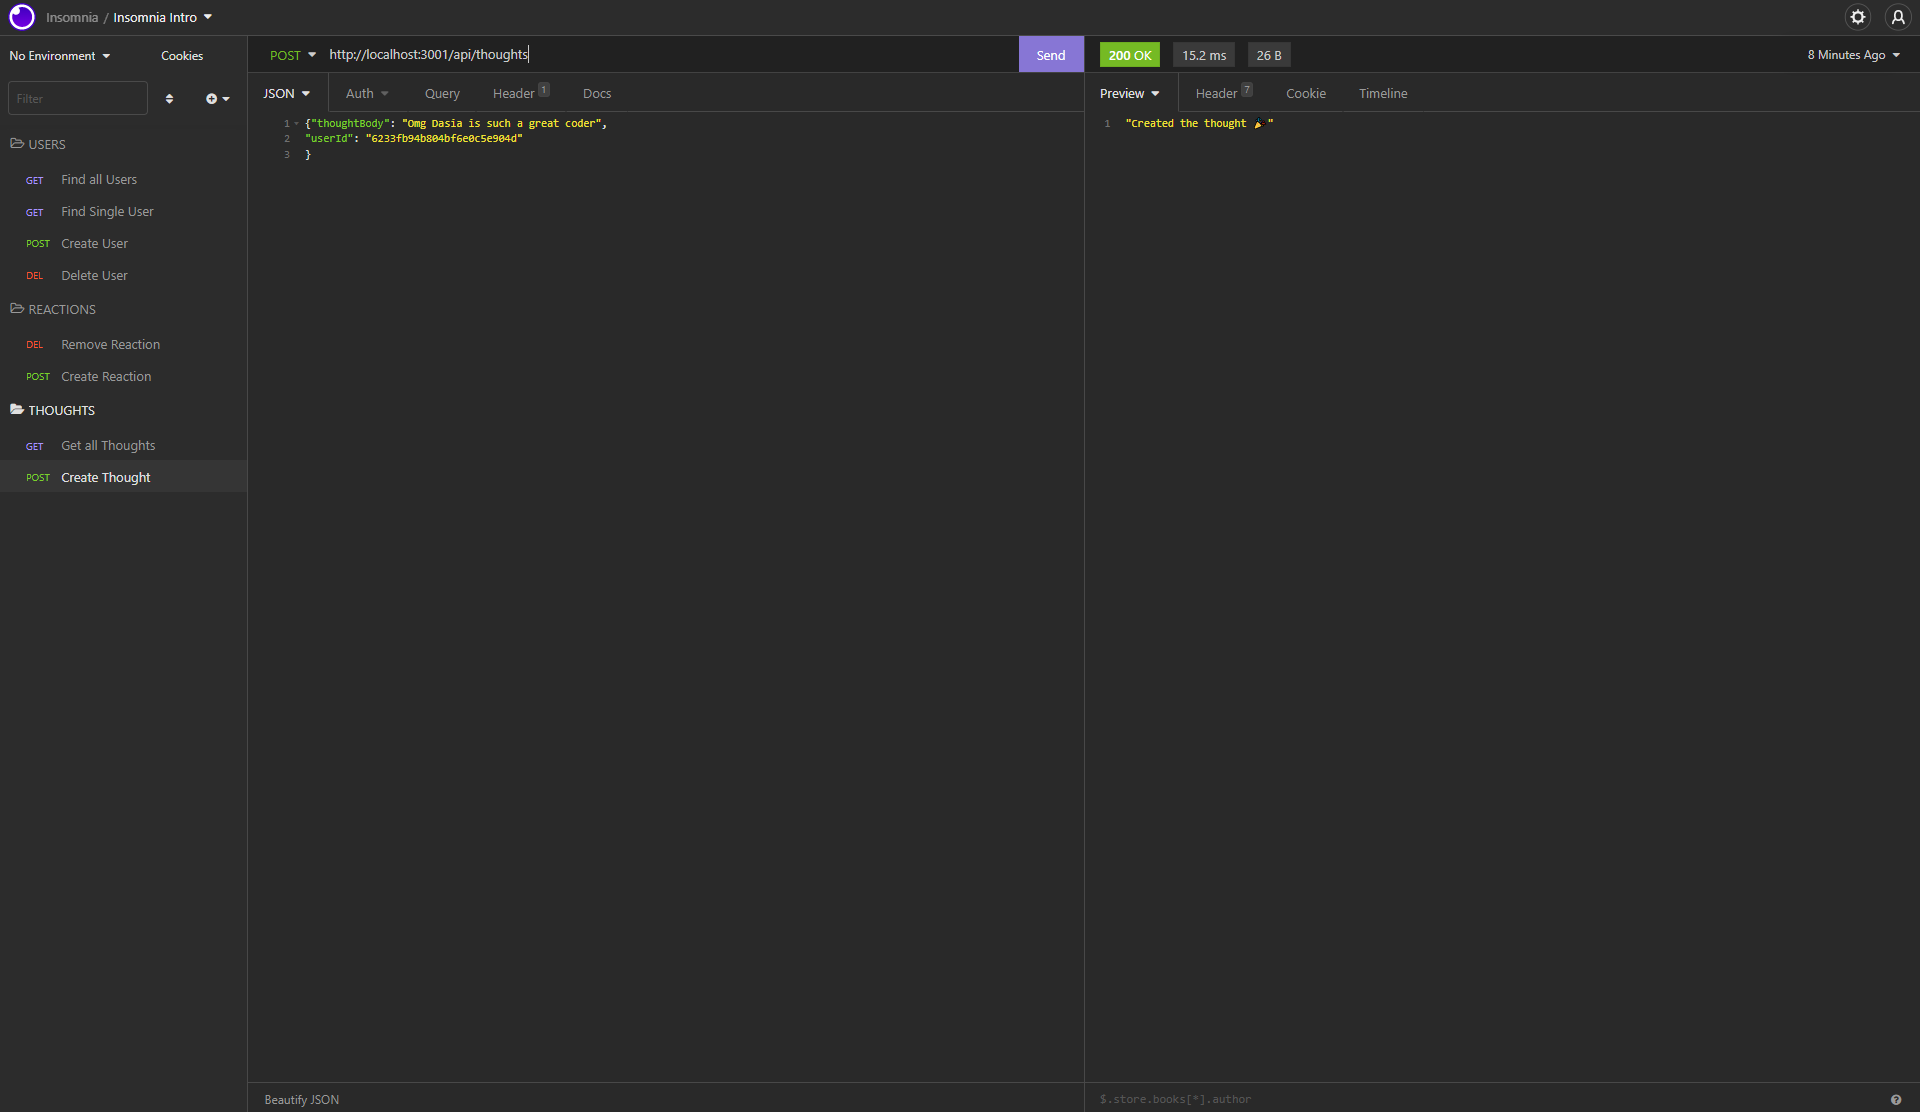 Insomnia / Insomnia Intro
No Environment
Cookies
Filter
USERS
GET Find all Users
GET Find Single User
POST Create User
DEL Delete User
REACTIONS
DEL Remove Reaction
POST Create Reaction
THOUGHTS
GET Get all Thoughts
POST Create Thought
POST http://localhost:3001/api/thoughts
Send
JSON Auth Query Header 1 Docs
1 {"thoughtBody": "Omg Dasia is such a great coder",
2 "userId": "6233fb94b804bf6e0c5e904d"
3 }
Beautify JSON
200 OK 15.2 ms 26 B 8 Minutes Ago
Preview Header 7 Cookie Timeline
1 "Created the thought 🎉"
$.store.books[*].author